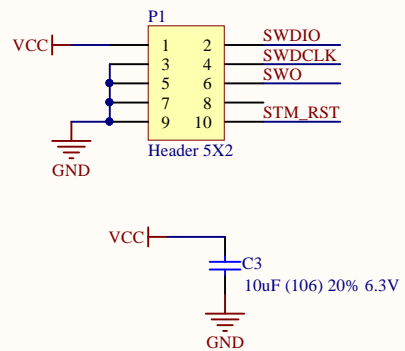 P1
VCC 1 2 SWDIO
3 4 SWDCLK
5 6 SWO
7 8
9 10 STM_RST
Header 5X2
GND
VCC
C3
10uF (106) 20% 6.3V
GND